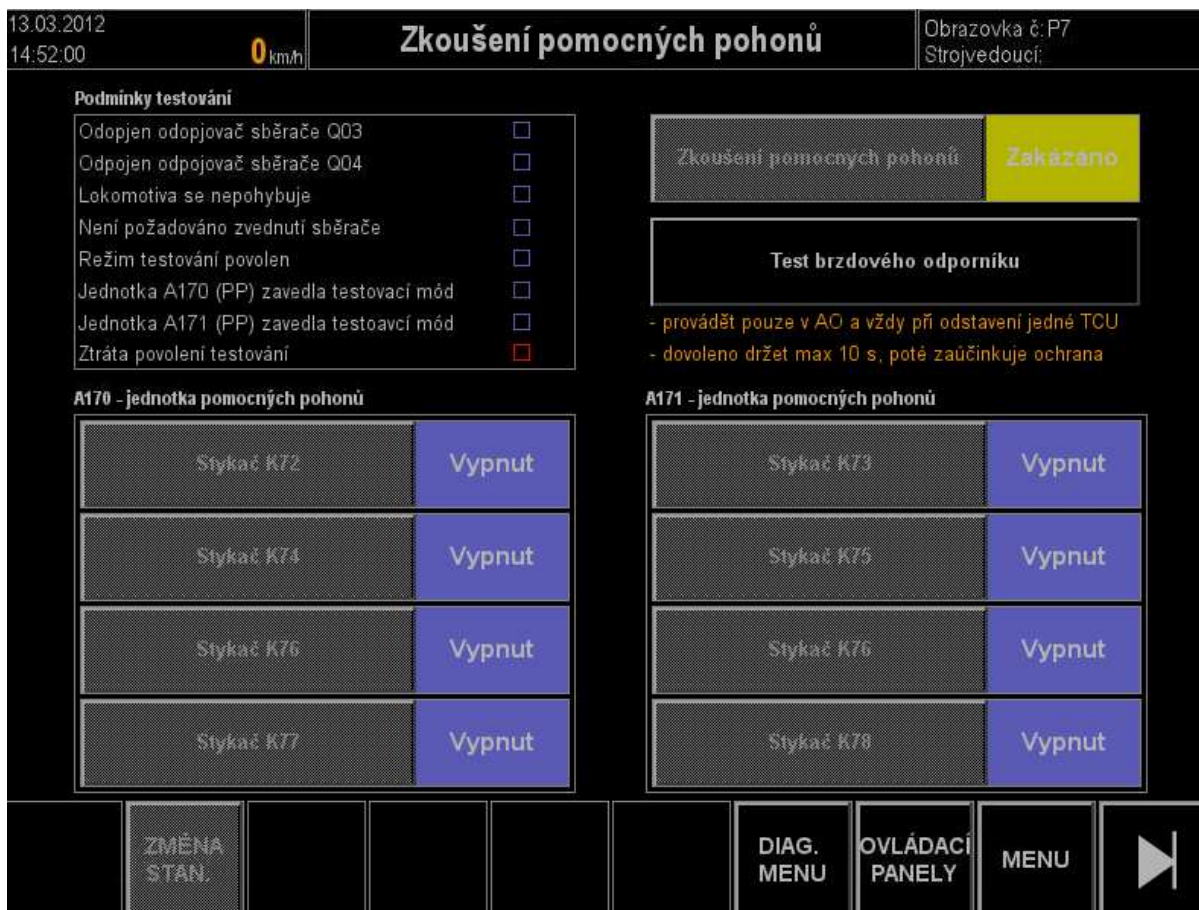 13.03.2012
14:52:00
0 km/h
Zkoušení pomocných pohonů
Obrazovka č: P7
Strojvedoucí:
Podmínky testování
Odopjen odopjovač sběrače Q03
Odpojen odpojovač sběrače Q04
Lokomotiva se nepohybuje
Není požadováno zvednutí sběrače
Režim testování povolen
Jednotka A170 (PP) zavedla testovací mód
Jednotka A171 (PP) zavedla testoavcí mód
Ztráta povolení testování
Zkoušení pomocných pohonů Zakázáno
Test brzdového odporníku
- provádět pouze v AO a vždy při odstavení jedné TCU
- dovoleno držet max 10 s, poté zaúčinkuje ochrana
A170 - jednotka pomocných pohonů
Stykač K72 Vypnut
Stykač K74 Vypnut
Stykač K76 Vypnut
Stykač K77 Vypnut
A171 - jednotka pomocných pohonů
Stykač K73 Vypnut
Stykač K75 Vypnut
Stykač K76 Vypnut
Stykač K78 Vypnut
ZMĚNA
STAN.
DIAG.
MENU
OVLÁDACÍ
PANELY
MENU